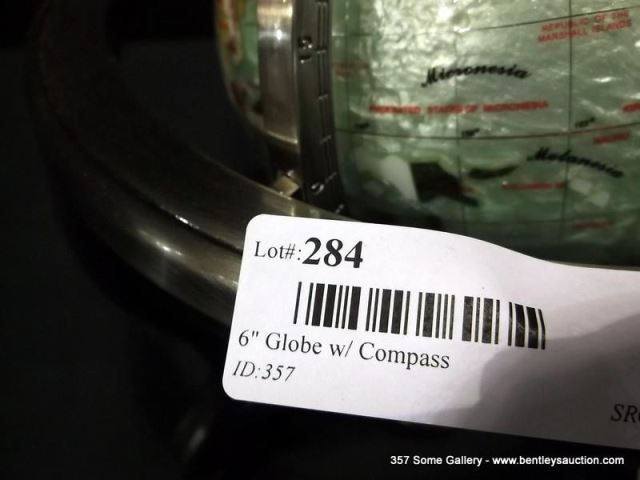 REPUBLIC OF THE
MARSHALL ISLANDS
Micronesia
FEDERATED STATES OF MICRONESIA
Melanesia
Lot#:284
6" Globe w/ Compass
ID:357
357 Some Gallery - www.bentleysauction.com